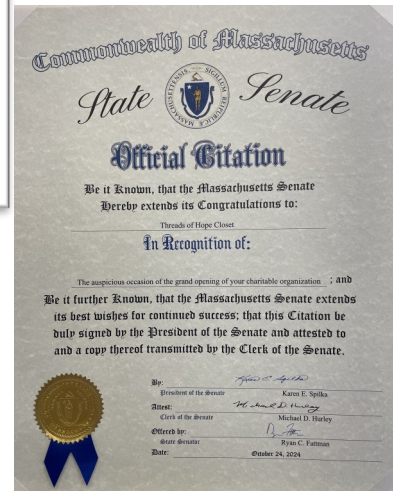 Commonwealth of Massachusetts
State Senate
Official Citation
Be it Known, that the Massachusetts Senate
Hereby extends its Congratulations to:
Threads of Hope Closet
In Recognition of:
The auspicious occasion of the grand opening of your charitable organization ; and
Be it further Known, that the Massachusetts Senate extends
its best wishes for continued success; that this Citation be
duly signed by the President of the Senate and attested to
and a copy thereof transmitted by the Clerk of the Senate.
By: Karen C Spilka
President of the Senate Karen E. Spilka
Attest: Michael D. Hurley
Clerk of the Senate Michael D. Hurley
Offered by:
State Senator Ryan C. Fattman
Date: October 24, 2024